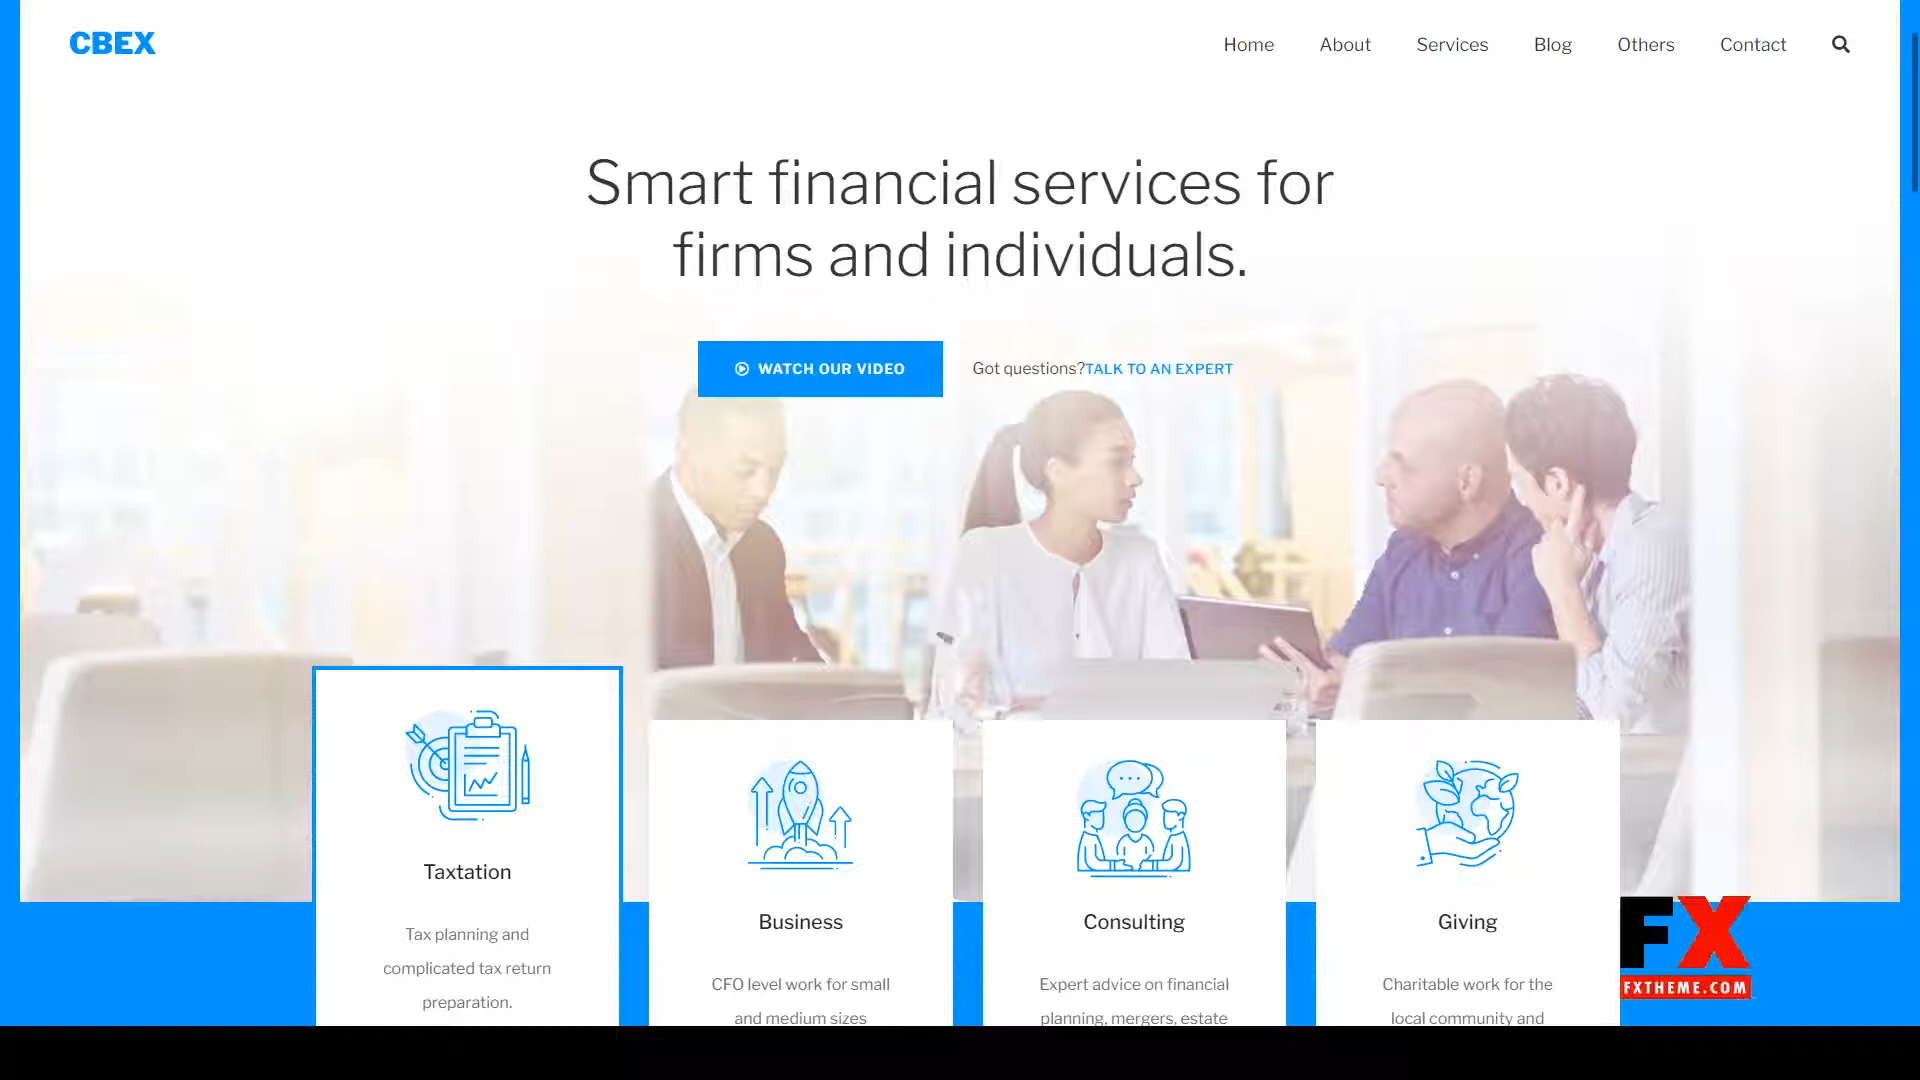 CBEX
Home
About
Services
Blog
Others
Contact
Smart financial services for
firms and individuals.
WATCH OUR VIDEO
Got questions?TALK TO AN EXPERT
Taxtation
Tax planning and
complicated tax return
preparation.
Business
CFO level work for small
and medium sizes
Consulting
Expert advice on financial
planning, mergers, estate
Giving
Charitable work for the
local community and
FX
FXTHEME.COM